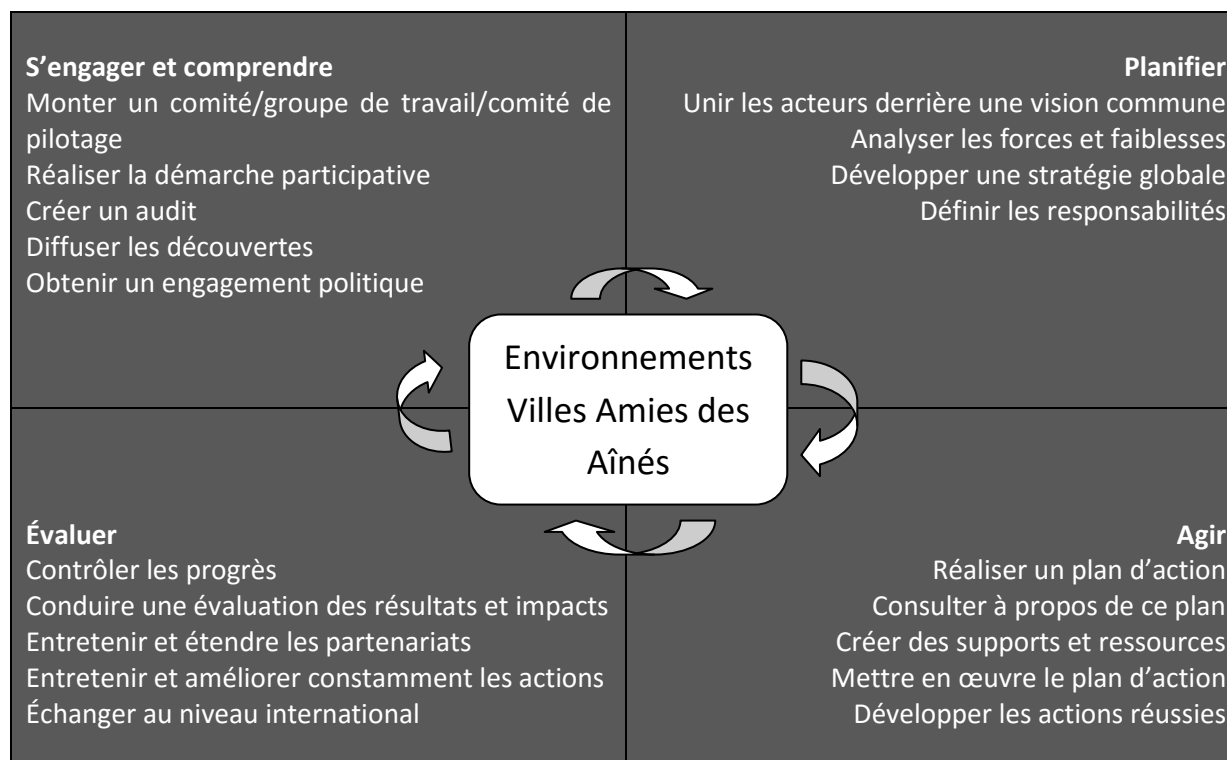 S’engager et comprendre
Monter un comité/groupe de travail/comité de
pilotage
Réaliser la démarche participative
Créer un audit
Diffuser les découvertes
Obtenir un engagement politique
Planifier
Unir les acteurs derrière une vision commune
Analyser les forces et faiblesses
Développer une stratégie globale
Définir les responsabilités
Environnements
Villes Amies des
Aînés
Évaluer
Contrôler les progrès
Conduire une évaluation des résultats et impacts
Entretenir et étendre les partenariats
Entretenir et améliorer constamment les actions
Échanger au niveau international
Agir
Réaliser un plan d’action
Consulter à propos de ce plan
Créer des supports et ressources
Mettre en œuvre le plan d’action
Développer les actions réussies